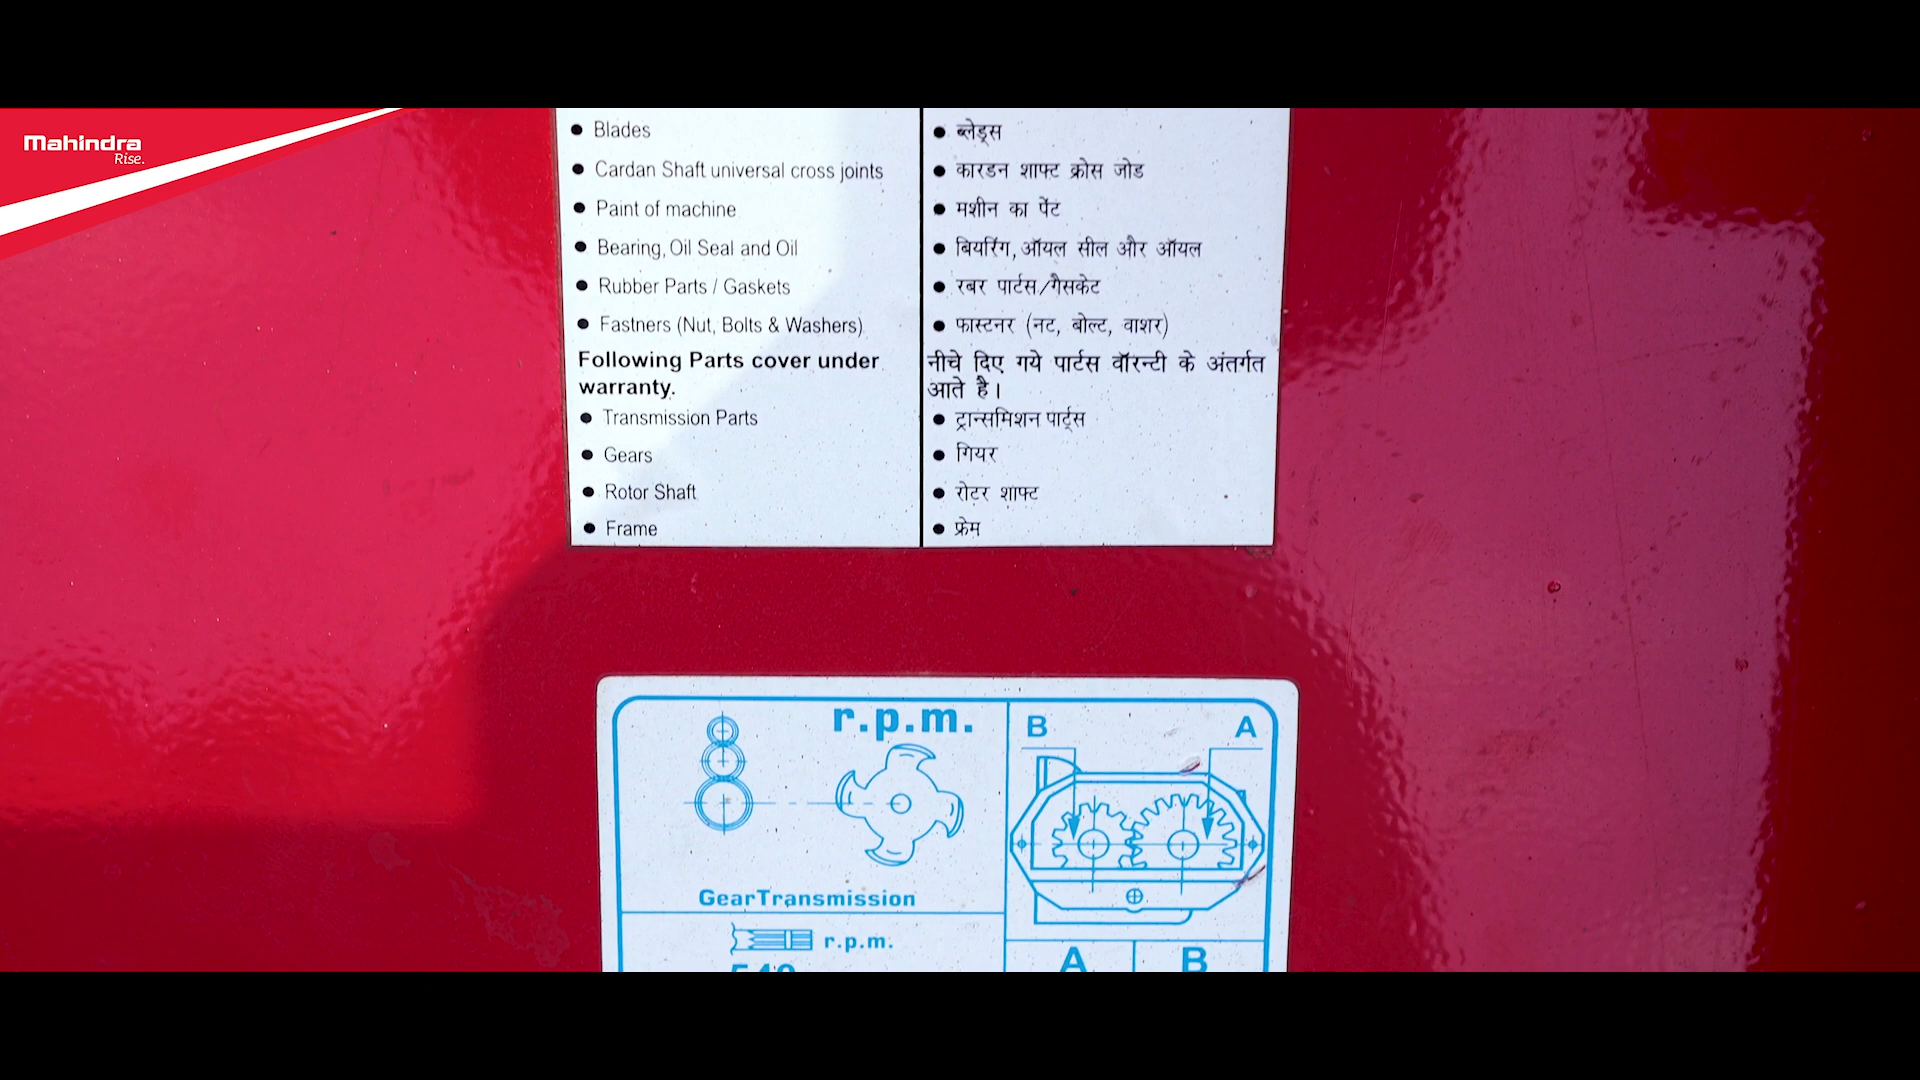 Mahindra
Rise.
● Blades
● Cardan Shaft universal cross joints
● Paint of machine
● Bearing, Oil Seal and Oil
● Rubber Parts / Gaskets
● Fastners (Nut, Bolts & Washers)
Following Parts cover under
warranty.
● Transmission Parts
● Gears
● Rotor Shaft
● Frame
● ब्लेड्स
● कारडन शाफ्ट क्रोस जोड
● मशीन का पेंट
● बियरिंग, ऑयल सील और ऑयल
● रबर पार्टस/गैसकेट
● फास्टनर (नट, बोल्ट, वाशर)
नीचे दिए गये पार्टस वॉरन्टी के अंतर्गत
आते है।
● ट्रान्समिशन पार्ट्स
● गियर
● रोटर शाफ्ट
● फ्रेम
r.p.m.
GearTransmission
r.p.m.
B A
A B